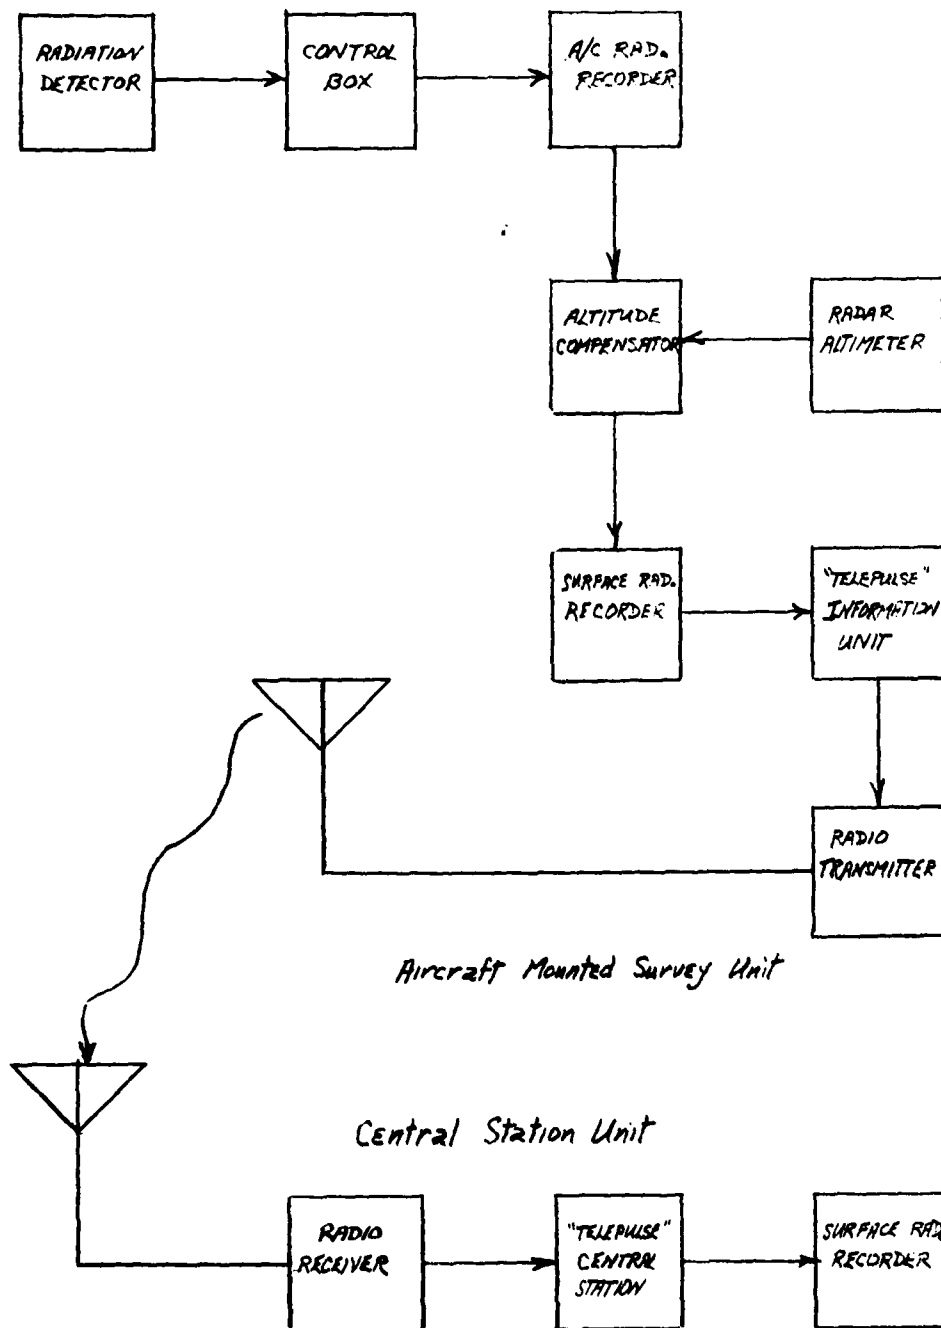 RADIATION
DETECTOR
CONTROL
BOX
A/C RAD.
RECORDER
ALTITUDE
COMPENSATOR
RADAR
ALTIMETER
SURFACE RAD.
RECORDER
"TELEPULSE"
INFORMATION
UNIT
RADIO
TRANSMITTER
Aircraft Mounted Survey Unit
Central Station Unit
RADIO
RECEIVER
"TELEPULSE"
CENTRAL
STATION
SURFACE RAD
RECORDER